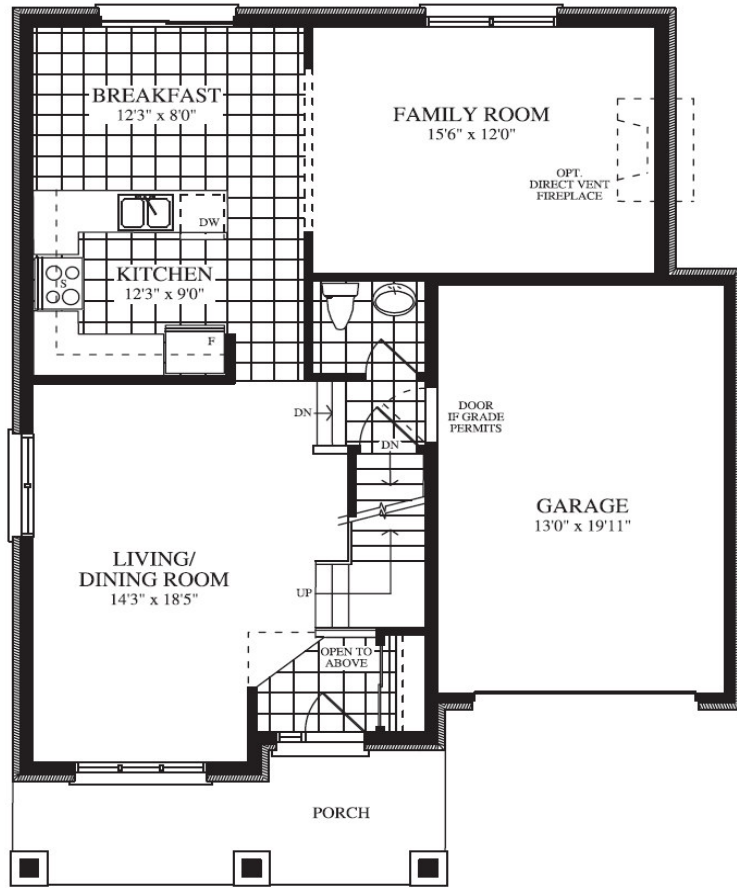 BREAKFAST
12'3" x 8'0"
FAMILY ROOM
15'6" x 12'0"
OPT.
DIRECT VENT
FIREPLACE
DW
KITCHEN
12'3" x 9'0"
S
F
DN
DOOR
IF GRADE
PERMITS
DN
GARAGE
13'0" x 19'11"
LIVING/
DINING ROOM
14'3" x 18'5"
UP
OPEN TO
ABOVE
PORCH